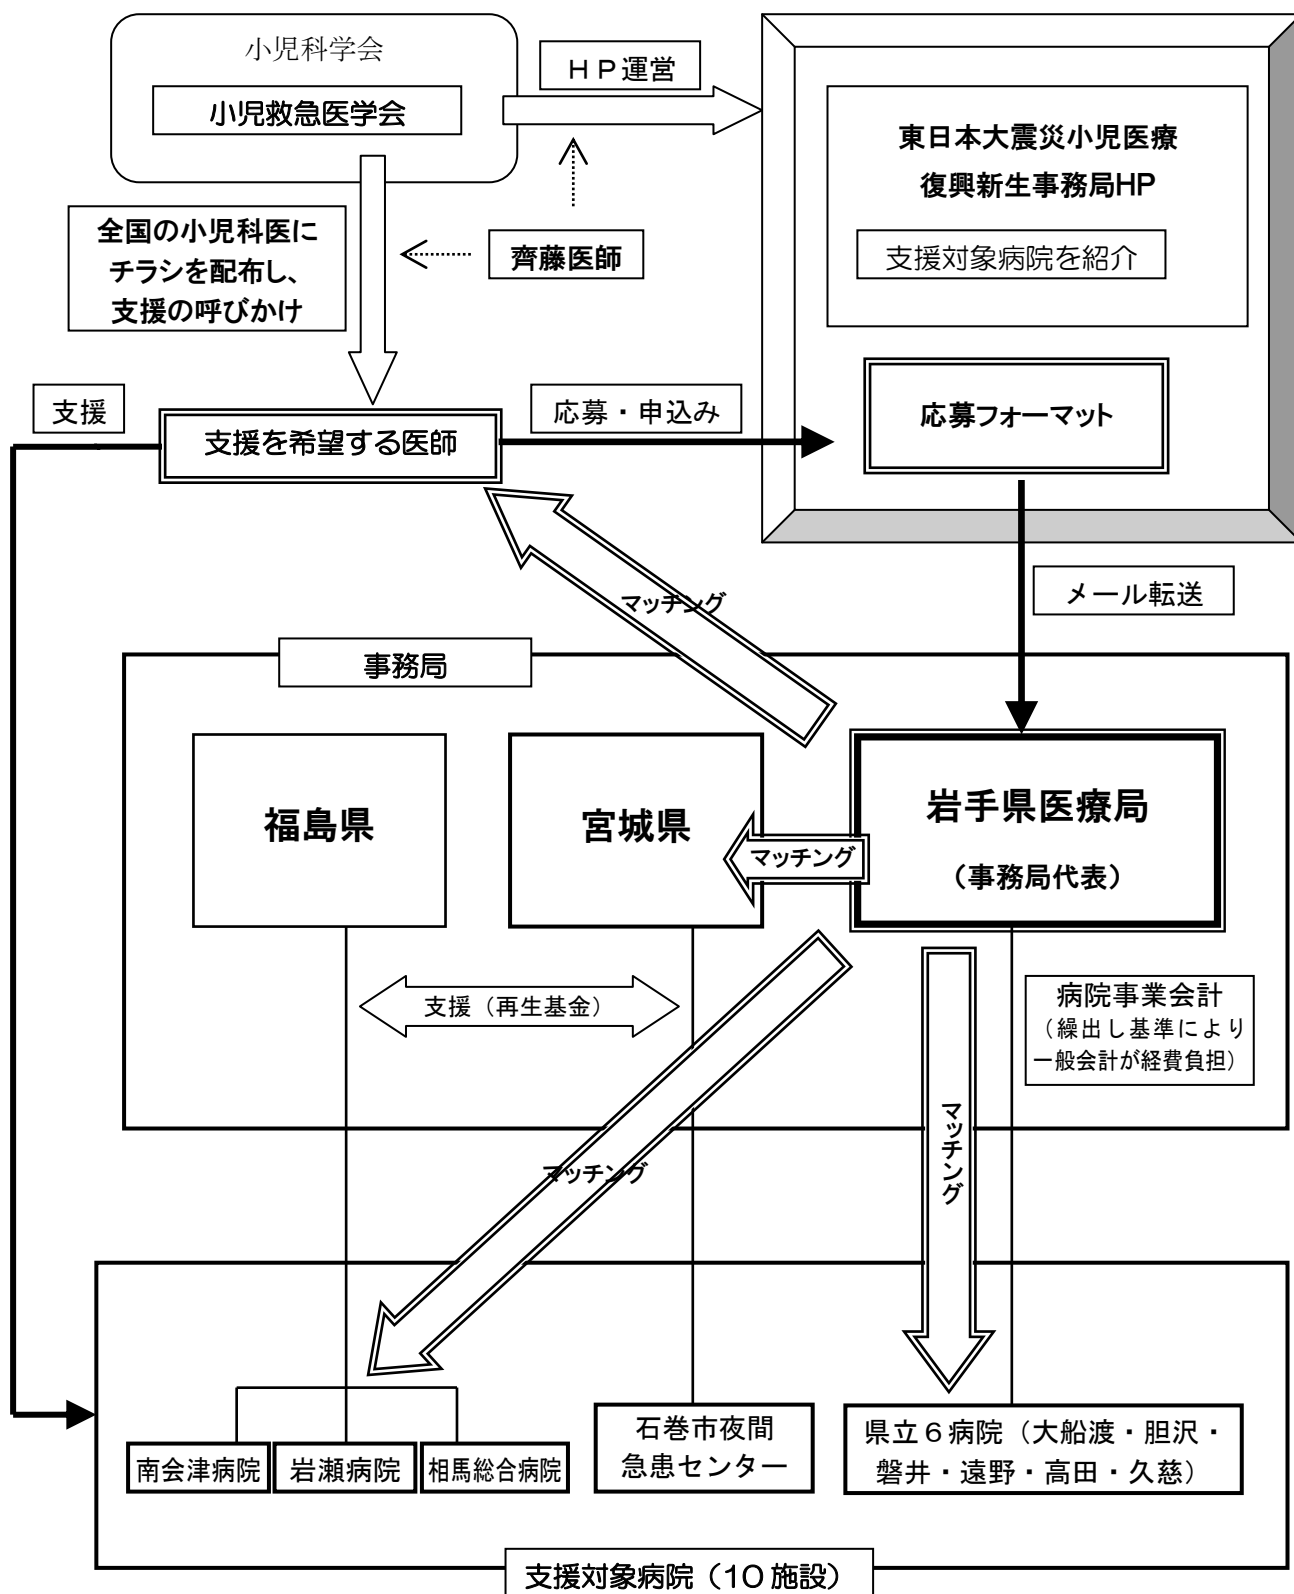 小児科学会
小児救急医学会
ＨＰ運営
東日本大震災小児医療
復興新生事務局HP
支援対象病院を紹介
全国の小児科医に
チラシを配布し、
支援の呼びかけ
齊藤医師
支援
支援を希望する医師
応募・申込み
応募フォーマット
マッチング
メール転送
事務局
福島県
宮城県
マッチング
岩手県医療局
（事務局代表）
支援（再生基金）
病院事業会計
（繰出し基準により
一般会計が経費負担）
マッチング
マッチング
南会津病院
岩瀬病院
相馬総合病院
石巻市夜間
急患センター
県立６病院（大船渡・胆沢・
磐井・遠野・高田・久慈）
支援対象病院（10施設）